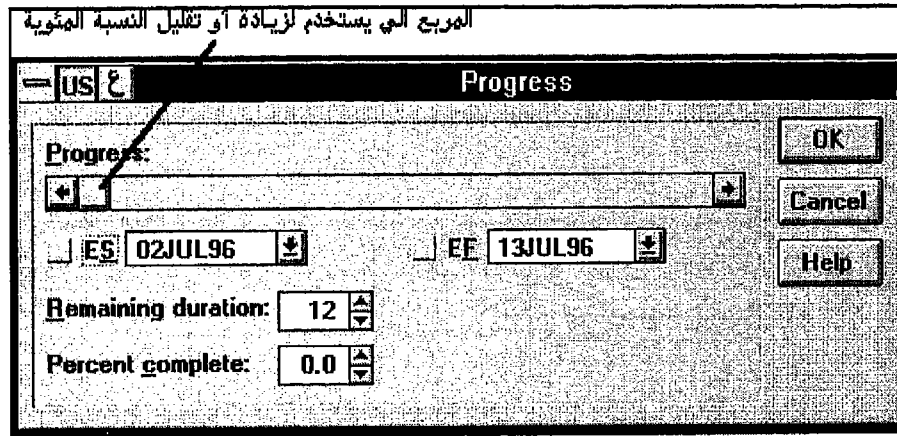 المربع الي يستخدم لزيادة أو تقليل النسبة المئوية
US ع Progress
Progress:
OK
Cancel
ES 02JUL96 EF 13JUL96
Help
Remaining duration: 12
Percent complete: 0.0